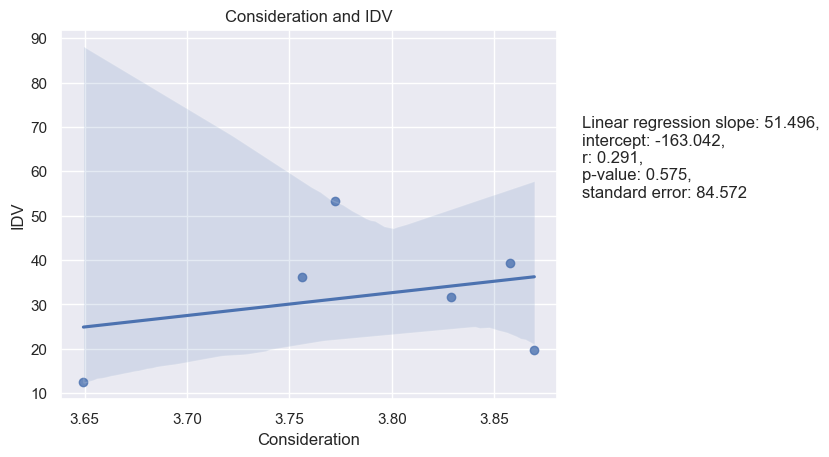 Consideration and IDV
90
80
70
60
50
40
30
20
10
IDV
3.65
3.70
3.75
3.80
3.85
Consideration
Linear regression slope: 51.496,
intercept: -163.042,
r: 0.291,
p-value: 0.575,
standard error: 84.572